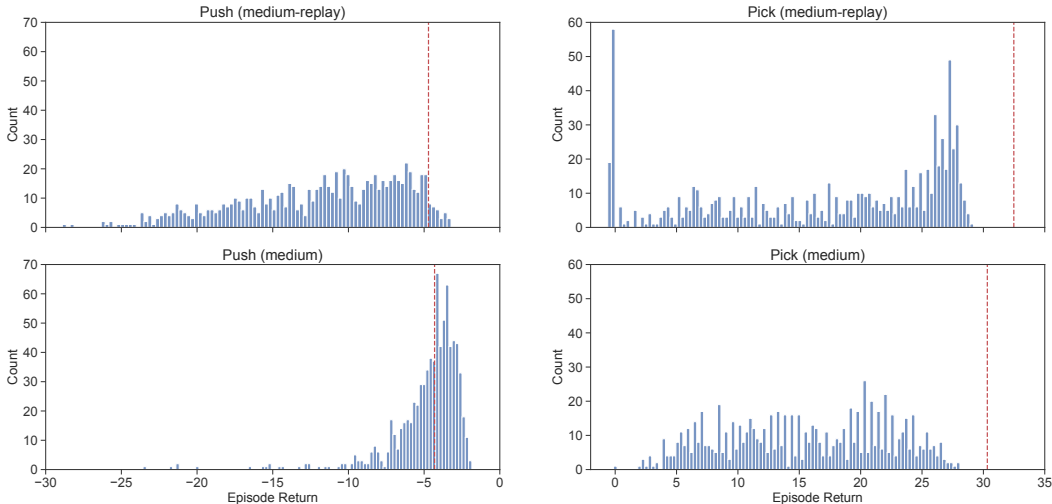 Push (medium-replay)
Count
70
60
50
40
30
20
10
0
Pick (medium-replay)
Count
60
50
40
30
20
10
0
Push (medium)
Count
70
60
50
40
30
20
10
0
−30 −25 −20 −15 −10 −5 0
Episode Return
Pick (medium)
Count
60
50
40
30
20
10
0
0 5 10 15 20 25 30 35
Episode Return